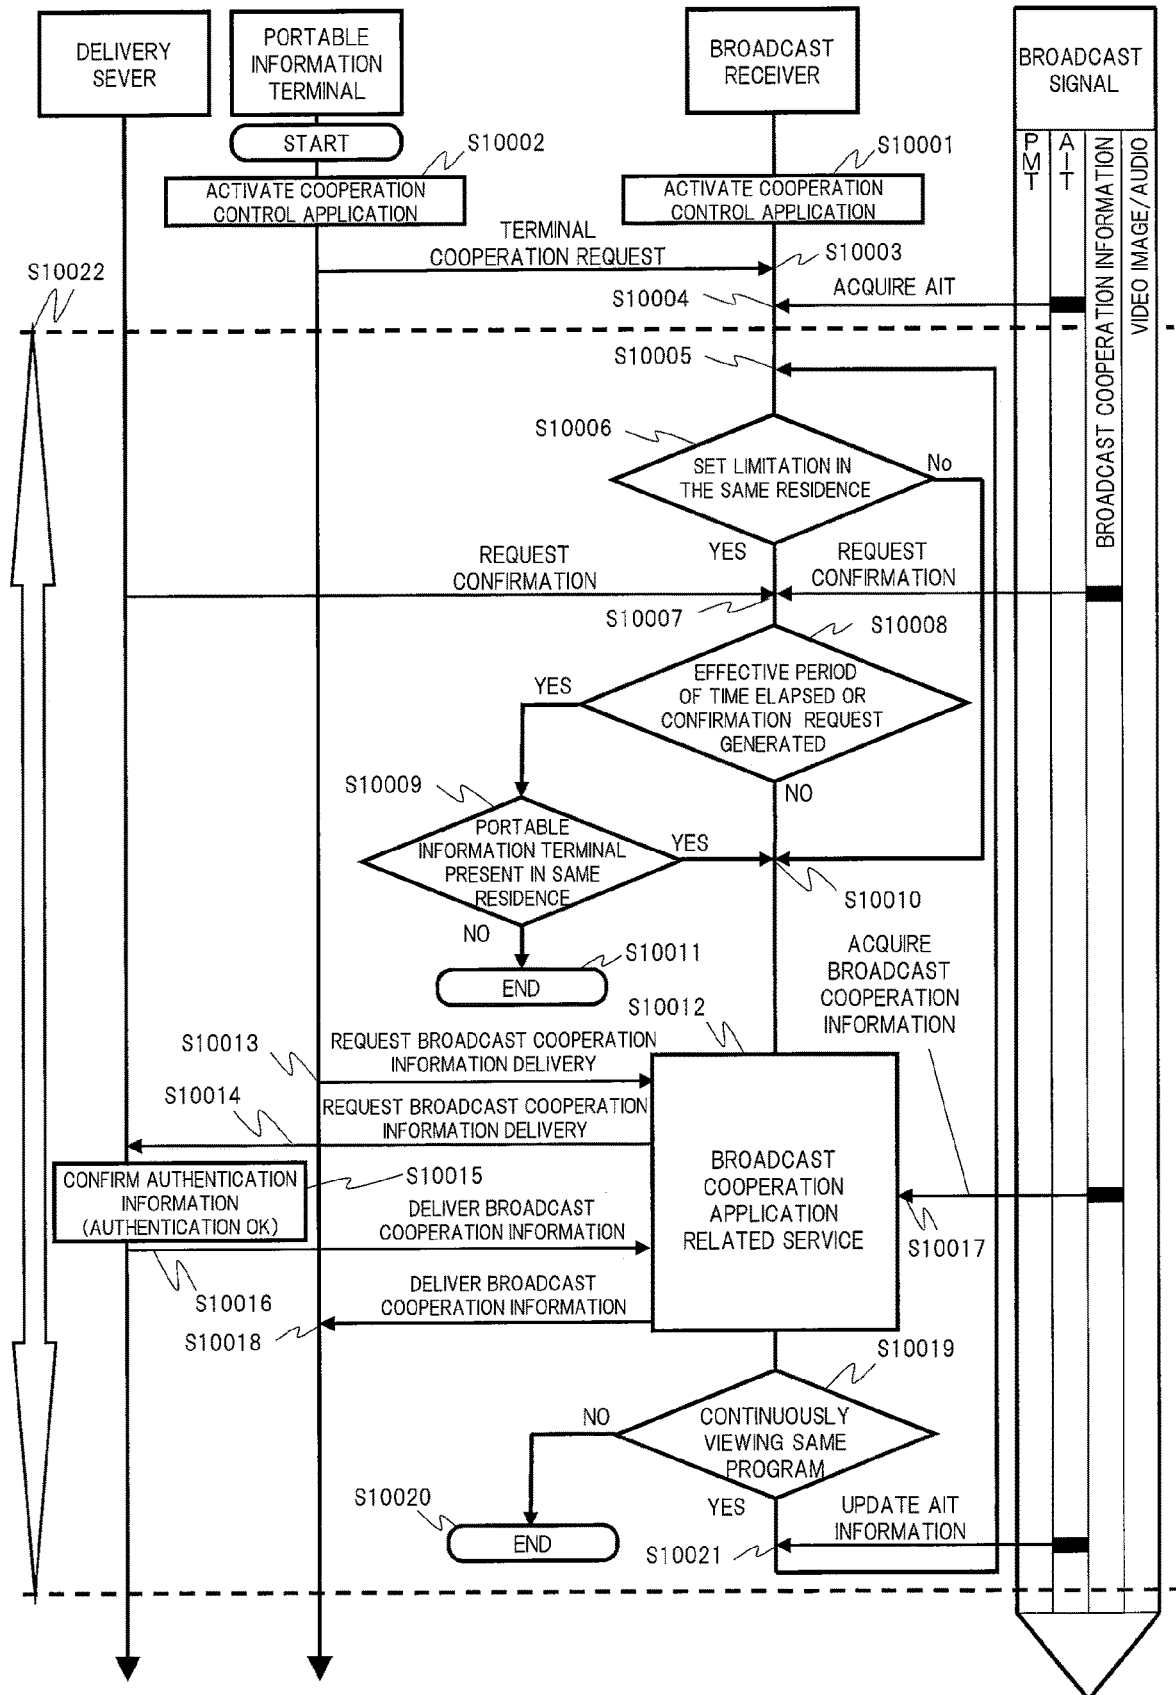 DELIVERY
SEVER
PORTABLE
INFORMATION
TERMINAL
BROADCAST
RECEIVER
BROADCAST
SIGNAL
START
S10002
S10001
PMT
AIT
BROADCAST COOPERATION INFORMATION
VIDEO IMAGE/AUDIO
ACTIVATE COOPERATION
CONTROL APPLICATION
ACTIVATE COOPERATION
CONTROL APPLICATION
TERMINAL
COOPERATION REQUEST
S10003
S10022
S10004
ACQUIRE AIT
S10005
S10006
SET LIMITATION IN
THE SAME RESIDENCE
No
YES
REQUEST
CONFIRMATION
REQUEST
CONFIRMATION
S10007
S10008
YES
EFFECTIVE PERIOD
OF TIME ELAPSED OR
CONFIRMATION REQUEST
GENERATED
NO
S10009
PORTABLE
INFORMATION TERMINAL
PRESENT IN SAME
RESIDENCE
YES
S10010
NO
S10011
END
ACQUIRE
BROADCAST
COOPERATION
INFORMATION
S10012
S10013
REQUEST BROADCAST COOPERATION
INFORMATION DELIVERY
S10014
REQUEST BROADCAST COOPERATION
INFORMATION DELIVERY
BROADCAST
COOPERATION
APPLICATION
RELATED SERVICE
CONFIRM AUTHENTICATION
INFORMATION
(AUTHENTICATION OK)
S10015
DELIVER BROADCAST
COOPERATION INFORMATION
S10017
S10016
DELIVER BROADCAST
COOPERATION INFORMATION
S10018
S10019
NO
CONTINUOUSLY
VIEWING SAME
PROGRAM
S10020
END
YES
UPDATE AIT
INFORMATION
S10021